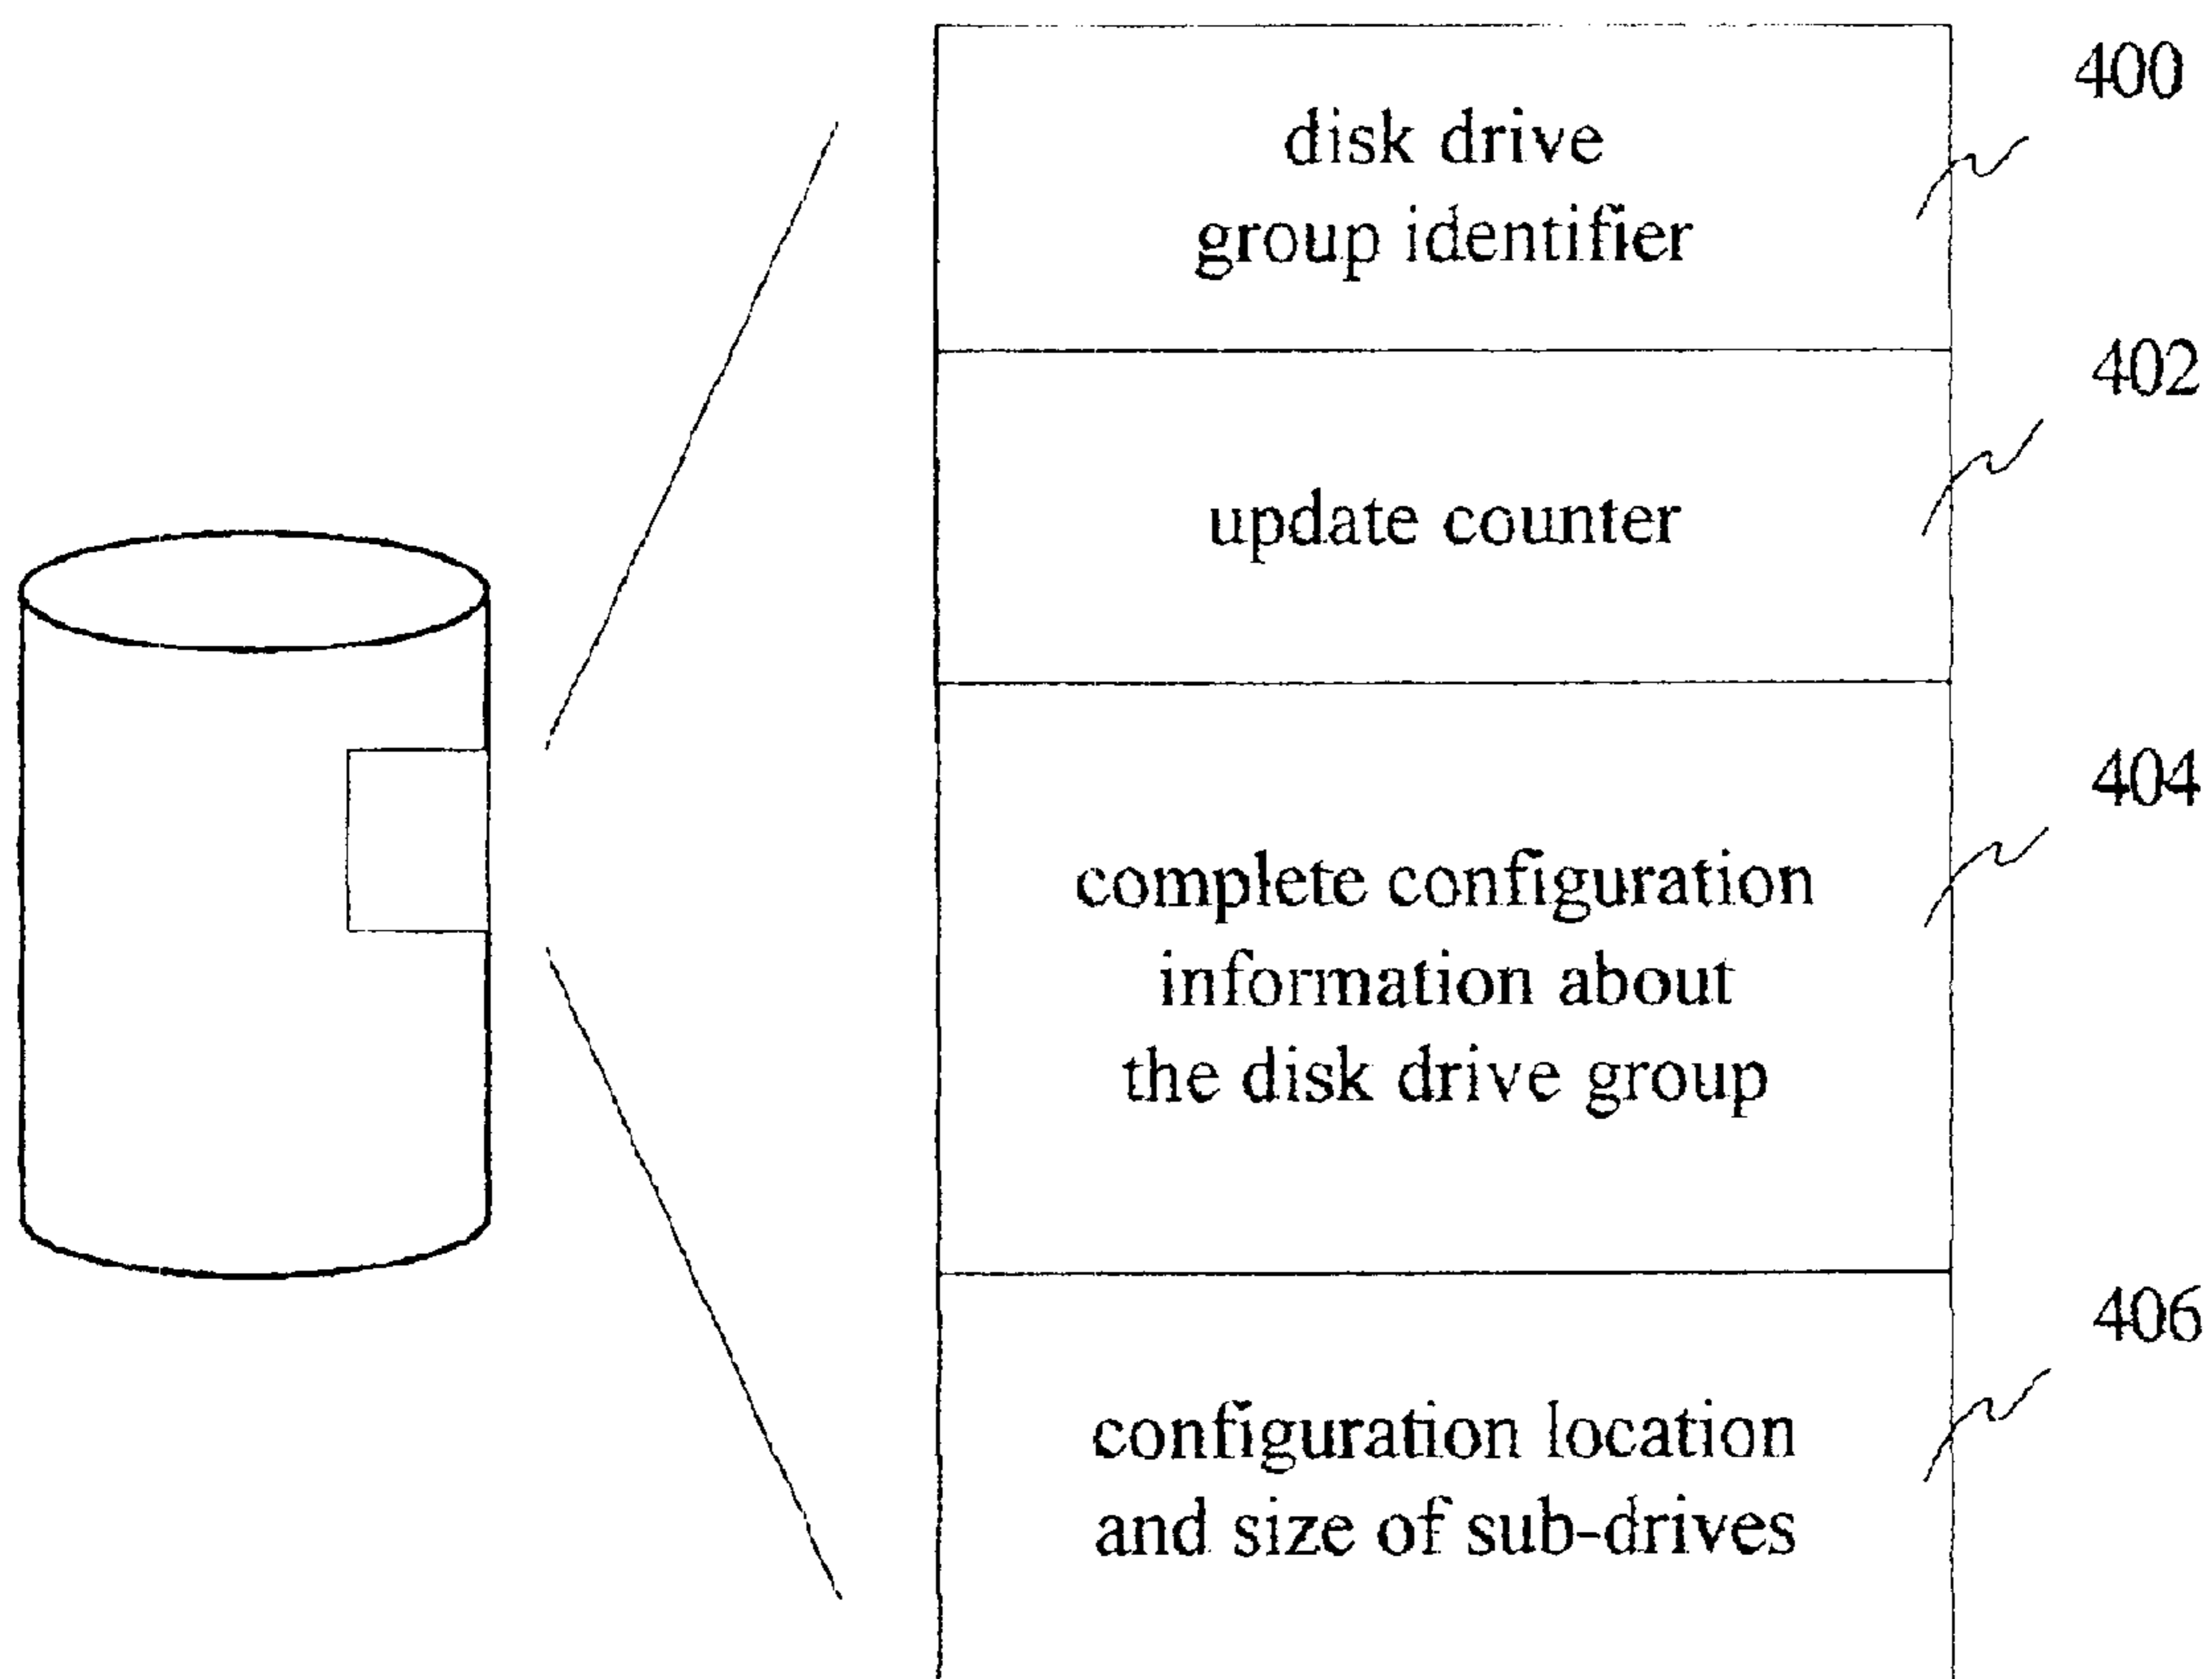 400
disk drive
group identifier
402
update counter
404
complete configuration
information about
the disk drive group
406
configuration location
and size of sub-drives